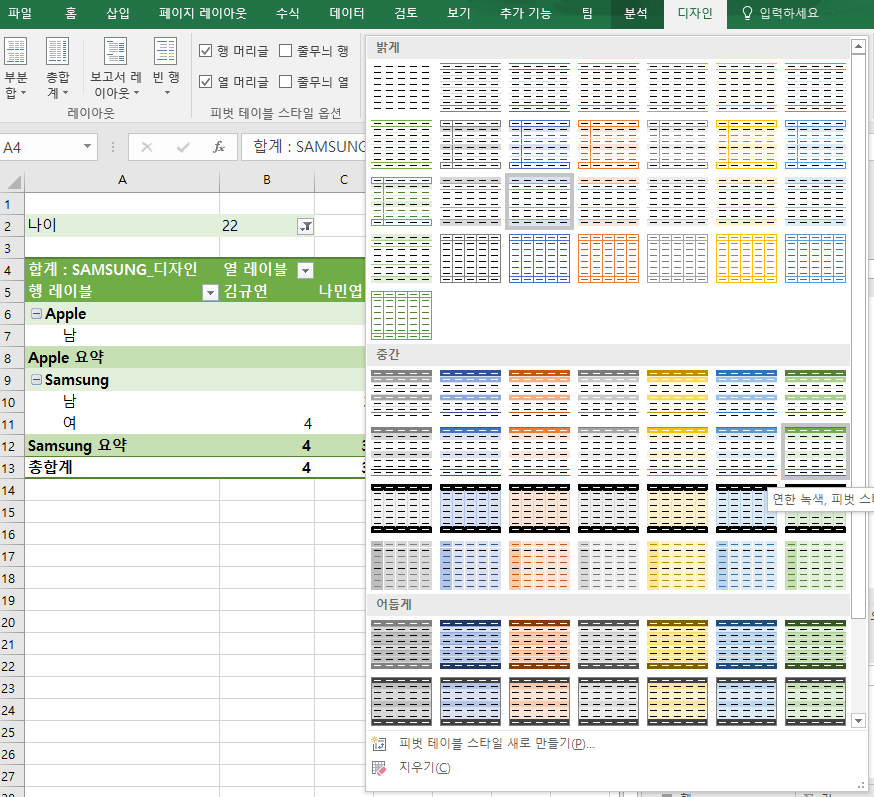 파일 홈 삽입 페이지 레이아웃 수식 데이터 검토 보기 추가 기능 팀 분석 디자인 입력하세요
부분
합
총합
계
보고서 레
이아웃
빈 행
행 머리글 줄무늬 행
열 머리글 줄무늬 열
레이아웃 피벗 테이블 스타일 옵션
A4 fx 합계 : SAMSUNG
A B C
1
2 나이 22
3
4 합계 : SAMSUNG_디자인 열 레이블
5 행 레이블 김규연 나민엽
6 Apple
7 남
8 Apple 요약
9 Samsung
10 남
11 여 4
12 Samsung 요약 4
13 총합계 4
14
15
16
17
18
19
20
21
22
23
24
25
26
27
밝게
중간
연한 녹색, 피벗 스타
어둡게
피벗 테이블 스타일 새로 만들기(P)...
지우기(C)